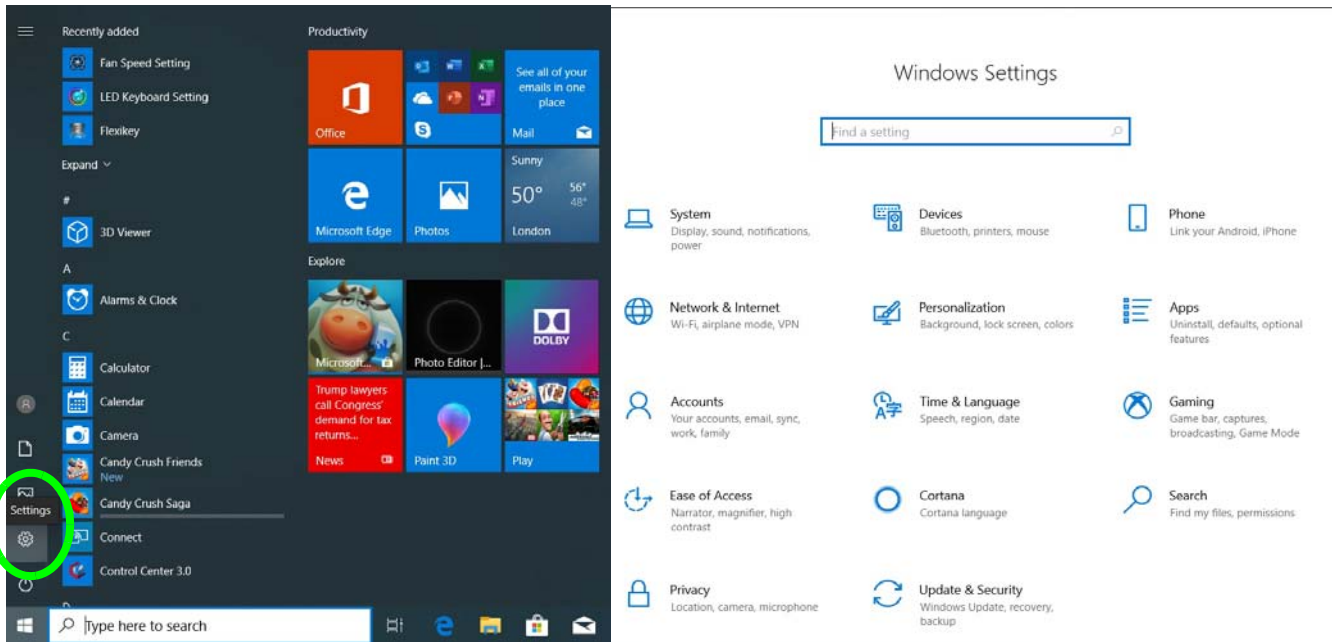 Recently added
Fan Speed Setting
LED Keyboard Setting
Flexikey
Expand
#
3D Viewer
A
Alarms & Clock
C
Calculator
Calendar
Camera
Candy Crush Friends
New
Settings
Candy Crush Saga
Connect
Control Center 3.0
Type here to search
Productivity
Office
See all of your
emails in one
place
Mail
Microsoft Edge
Photos
Sunny
50°
56°
48°
London
Explore
Microsoft...
Photo Editor |...
DOLBY
Trump lawyers
call Congress'
demand for tax
returns...
News
Paint 3D
Play
Windows Settings
Find a setting
System
Display, sound, notifications,
power
Devices
Bluetooth, printers, mouse
Phone
Link your Android, iPhone
Network & Internet
Wi-Fi, airplane mode, VPN
Personalization
Background, lock screen, colors
Apps
Uninstall, defaults, optional
features
Accounts
Your accounts, email, sync,
work, family
Time & Language
Speech, region, date
Gaming
Game bar, captures,
broadcasting, Game Mode
Ease of Access
Narrator, magnifier, high
contrast
Cortana
Cortana language
Search
Find my files, permissions
Privacy
Location, camera, microphone
Update & Security
Windows Update, recovery,
backup